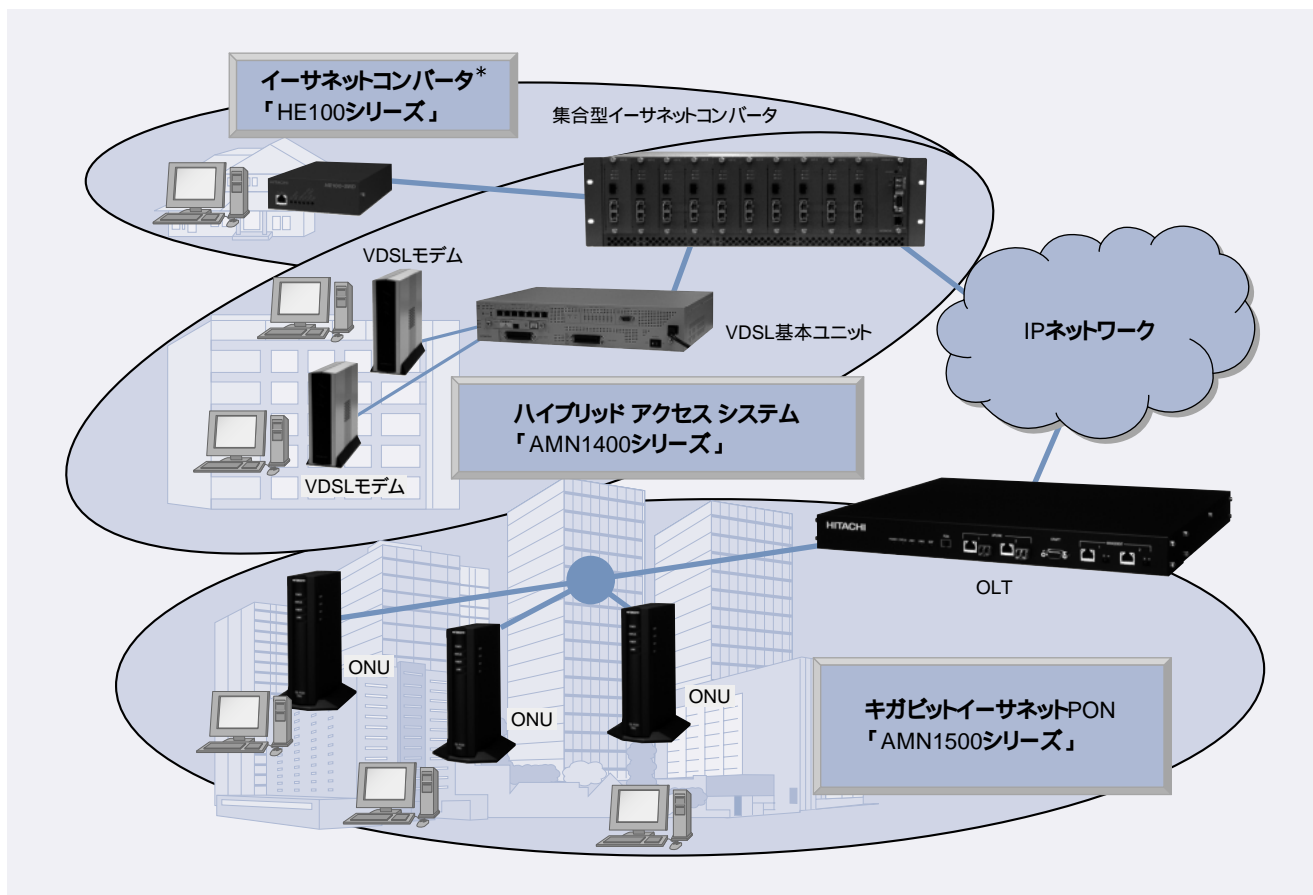 イーサネットコンバータ*
「HE100シリーズ」
集合型イーサネットコンバータ
VDSLモデム
VDSL基本ユニット
IPネットワーク
ハイブリッド アクセス システム
「AMN1400シリーズ」
VDSLモデム
HITACHI
OLT
ONU
ONU
ONU
キガビットイーサネットPON
「AMN1500シリーズ」